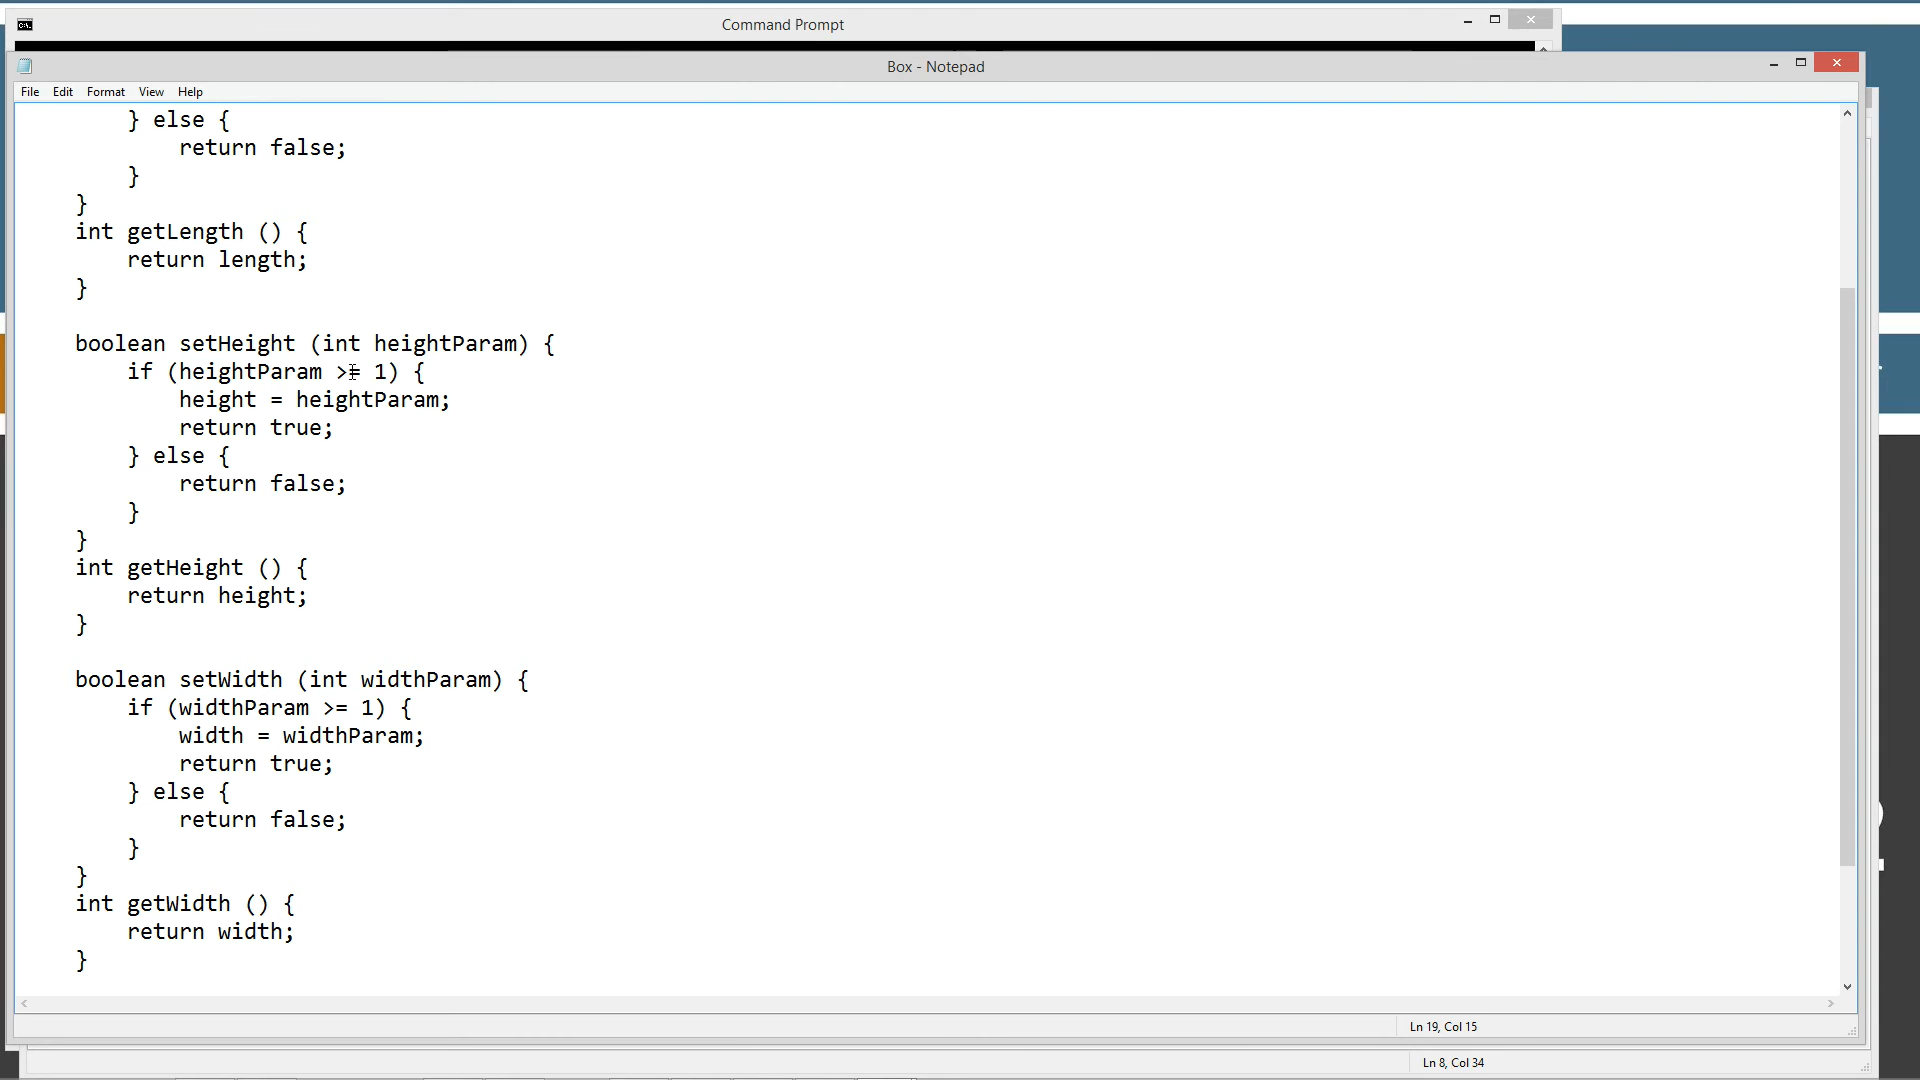 Command Prompt
Box - Notepad
File Edit Format View Help
} else {
return false;
}
}
int getLength () {
return length;
}
boolean setHeight (int heightParam) {
if (heightParam >= 1) {
height = heightParam;
return true;
} else {
return false;
}
}
int getHeight () {
return height;
}
boolean setWidth (int widthParam) {
if (widthParam >= 1) {
width = widthParam;
return true;
} else {
return false;
}
}
int getWidth () {
return width;
}
Ln 19, Col 15
Ln 8, Col 34